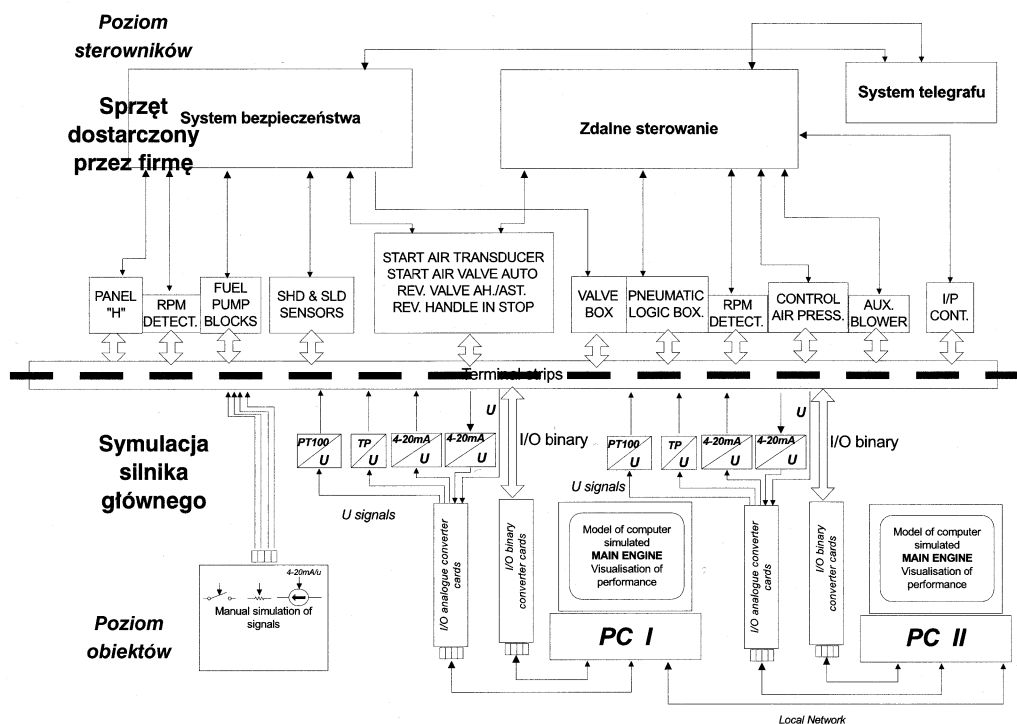 Poziom
sterowników
Sprzęt
dostarczony
przez firmę
System bezpieczeństwa
Zdalne sterowanie
System telegrafu
PANEL
"H"
RPM
DETECT.
FUEL
PUMP
BLOCKS
SHD & SLD
SENSORS
START AIR TRANSDUCER
START AIR VALVE AUTO
REV. VALVE AH./AST.
REV. HANDLE IN STOP
VALVE
BOX
PNEUMATIC
LOGIC BOX.
RPM
DETECT.
CONTROL
AIR PRESS.
AUX.
BLOWER
I/P
CONT.
Terminal strips
Symulacja
silnika
głównego
PT100
U
TP
U
4-20mA
U
4-20mA
U
U
I/O binary
U signals
PT100
U
TP
U
4-20mA
U
4-20mA
U
U
I/O binary
U signals
I/O analogue converter
cards
I/O binary
converter cards
Model of computer
simulated
MAIN ENGINE
Visualisation of
performance
PC I
I/O analogue converter
cards
I/O binary
converter cards
Model of computer
simulated
MAIN ENGINE
Visualisation of
performance
PC II
4-20mA/u
Manual simulation of
signals
Poziom
obiektów
Local Network